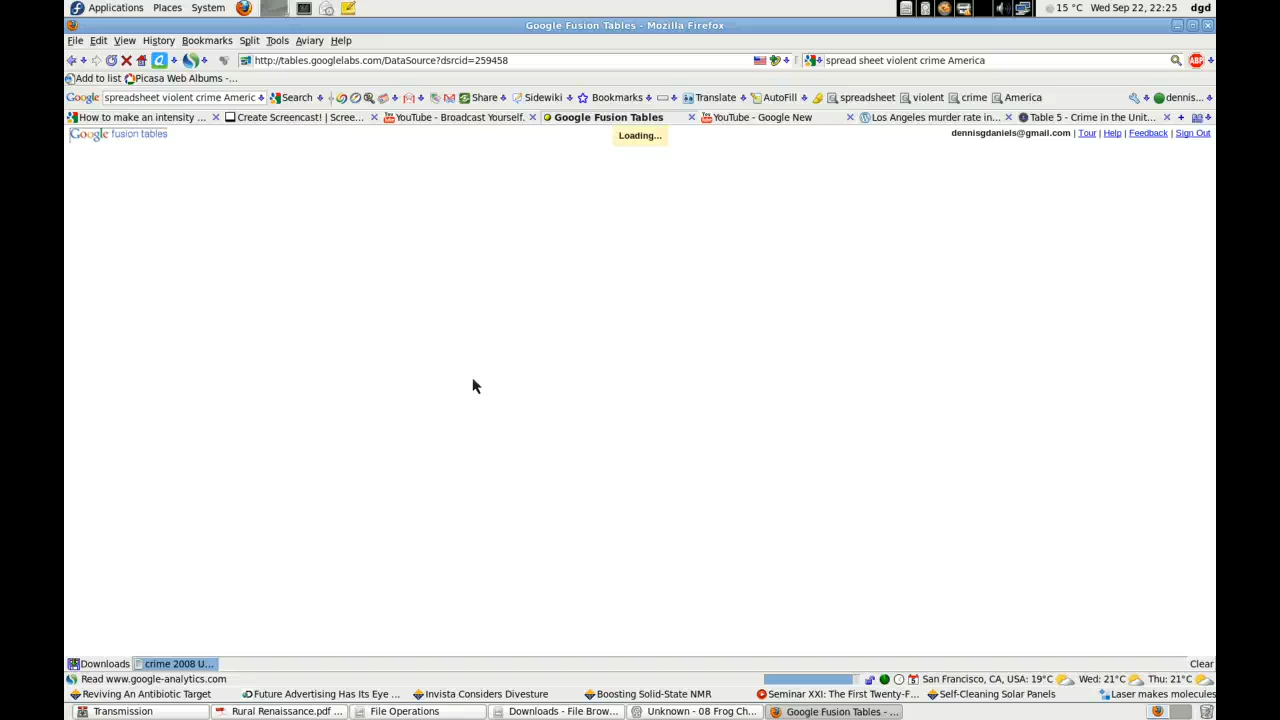 Applications Places System 15 °C Wed Sep 22, 22:25 dgd
Google Fusion Tables - Mozilla Firefox
File Edit View History Bookmarks Split Tools Aviary Help
http://tables.googlelabs.com/DataSource?dsrcid=259458 spread sheet violent crime America ABP
Add to list Picasa Web Albums -...
Google spreadsheet violent crime Americ Search Share Sidewiki Bookmarks Translate AutoFill spreadsheet violent crime America dennis...
How to make an intensity ... Create Screencast! | Scree... YouTube - Broadcast Yourself. Google Fusion Tables YouTube - Google New Los Angeles murder rate in... Table 5 - Crime in the Unit...
Google fusion tables Loading... dennisgdaniels@gmail.com | Tour | Help | Feedback | Sign Out
Downloads crime 2008 U... Clear
Read www.google-analytics.com San Francisco, CA, USA: 19°C Wed: 21°C Thu: 21°C
Reviving An Antibiotic Target Future Advertising Has Its Eye ... Invista Considers Divesture Boosting Solid-State NMR Seminar XXI: The First Twenty-F... Self-Cleaning Solar Panels Laser makes molecules
Transmission Rural Renaissance.pdf ... File Operations Downloads - File Brow... Unknown - 08 Frog Ch... Google Fusion Tables - ...